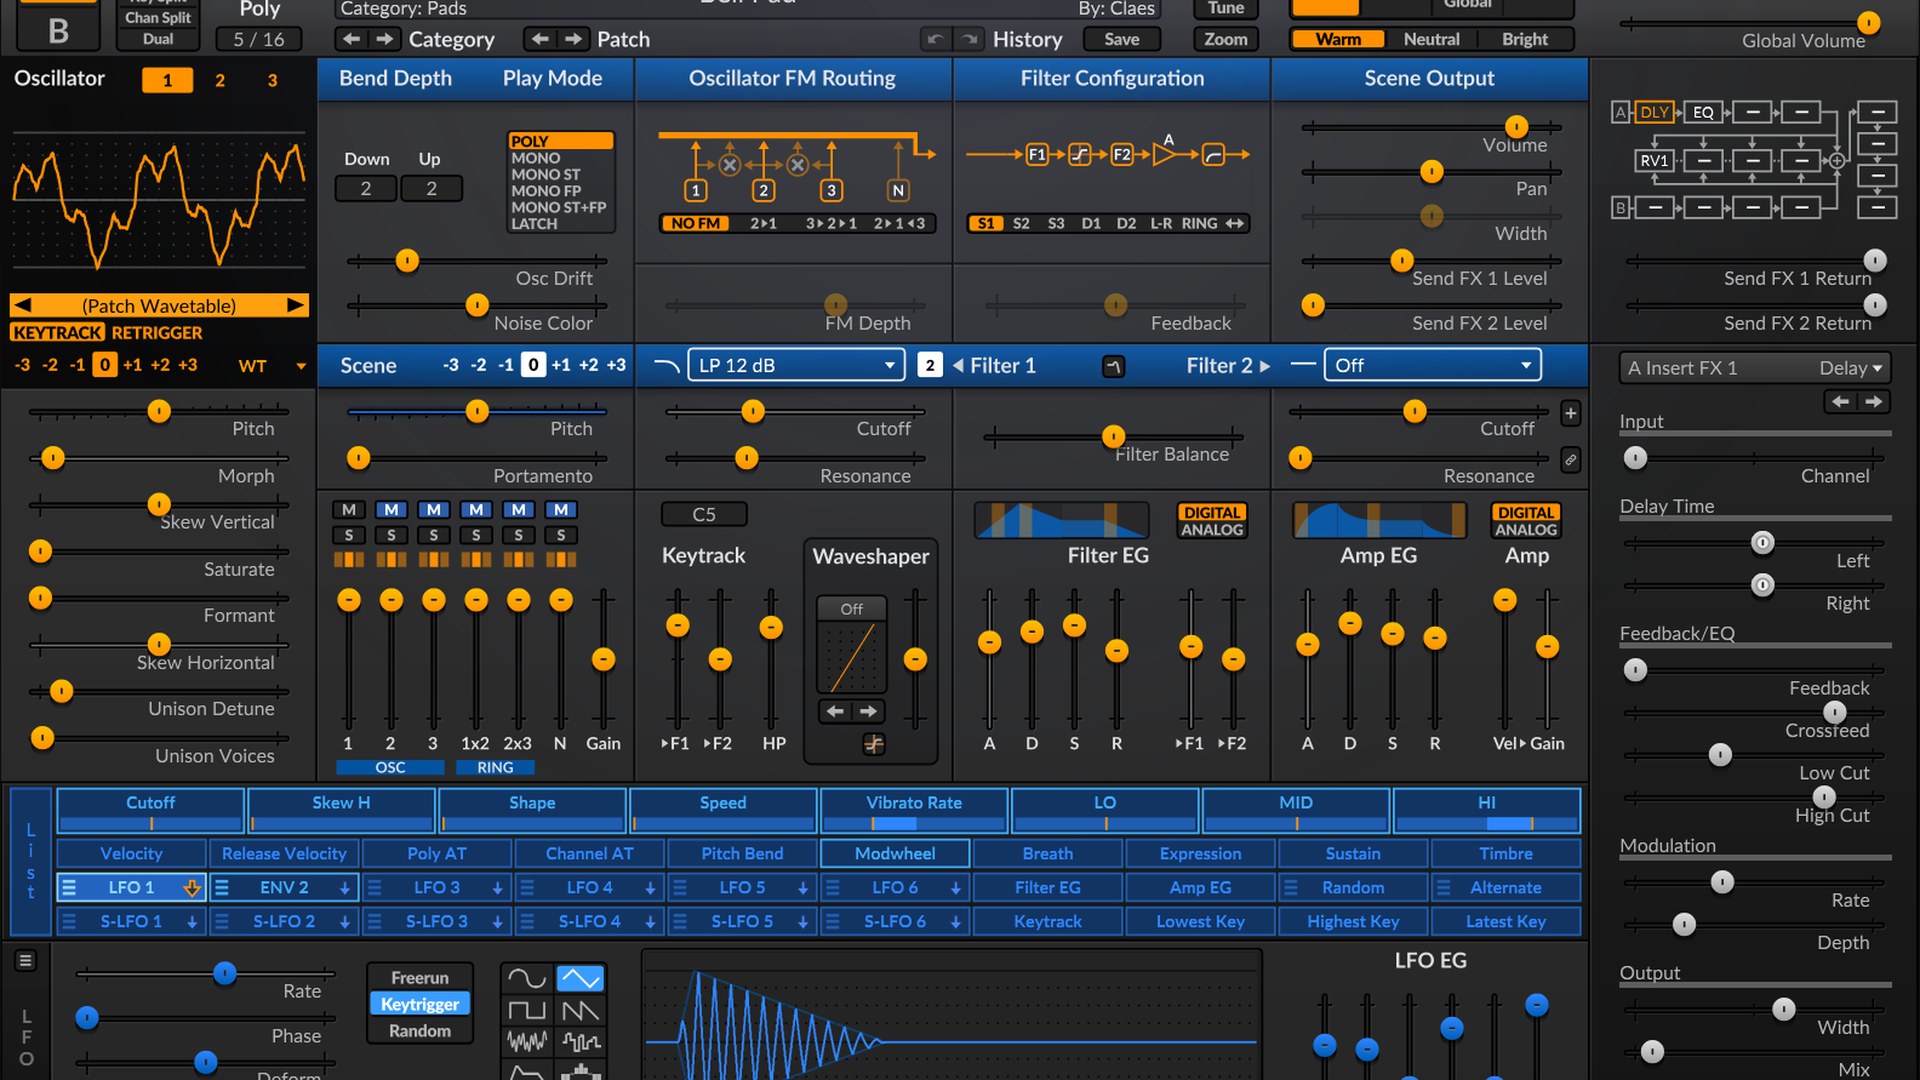 Category: Pads
By: Claes
Tune
Global
B
Key Split
Chan Split
Dual
Poly
5 / 16
Category
Patch
History
Save
Zoom
Warm
Neutral
Bright
Global Volume
Oscillator
1
2
3
Bend Depth
Play Mode
Oscillator FM Routing
Filter Configuration
Scene Output
(Patch Wavetable)
KEYTRACK RETRIGGER
-3 -2 -1 0 +1 +2 +3
WT
Down
Up
2
2
POLY
MONO
MONO ST
MONO FP
MONO ST+FP
LATCH
Osc Drift
Noise Color
1
2
3
N
NO FM
2▸1
3▸2▸1
2▸1◂3
FM Depth
F1
F2
A
S1
S2
S3
D1
D2
L-R
RING
Feedback
Volume
Pan
Width
Send FX 1 Level
Send FX 2 Level
A
DLY
EQ
RV1
B
Send FX 1 Return
Send FX 2 Return
Scene
-3 -2 -1 0 +1 +2 +3
LP 12 dB
2
Filter 1
Filter 2
Off
A Insert FX 1
Delay
Pitch
Morph
Skew Vertical
Saturate
Formant
Skew Horizontal
Unison Detune
Unison Voices
Pitch
Portamento
Cutoff
Resonance
Filter Balance
Cutoff
Resonance
M M M M M M
S S S S S S
1
2
3
1x2
2x3
N
Gain
OSC
RING
C5
Keytrack
▸F1
▸F2
HP
Waveshaper
Off
DIGITAL
ANALOG
Filter EG
A
D
S
R
▸F1
▸F2
Amp EG
A
D
S
R
DIGITAL
ANALOG
Amp
Vel▸Gain
Input
Channel
Delay Time
Left
Right
Feedback/EQ
Feedback
Crossfeed
Low Cut
High Cut
Modulation
Rate
Depth
Output
Width
Mix
List
Cutoff
Skew H
Shape
Speed
Vibrato Rate
LO
MID
HI
Velocity
Release Velocity
Poly AT
Channel AT
Pitch Bend
Modwheel
Breath
Expression
Sustain
Timbre
LFO 1
ENV 2
LFO 3
LFO 4
LFO 5
LFO 6
Filter EG
Amp EG
Random
Alternate
S-LFO 1
S-LFO 2
S-LFO 3
S-LFO 4
S-LFO 5
S-LFO 6
Keytrack
Lowest Key
Highest Key
Latest Key
LFO
Rate
Phase
Deform
Freerun
Keytrigger
Random
LFO EG